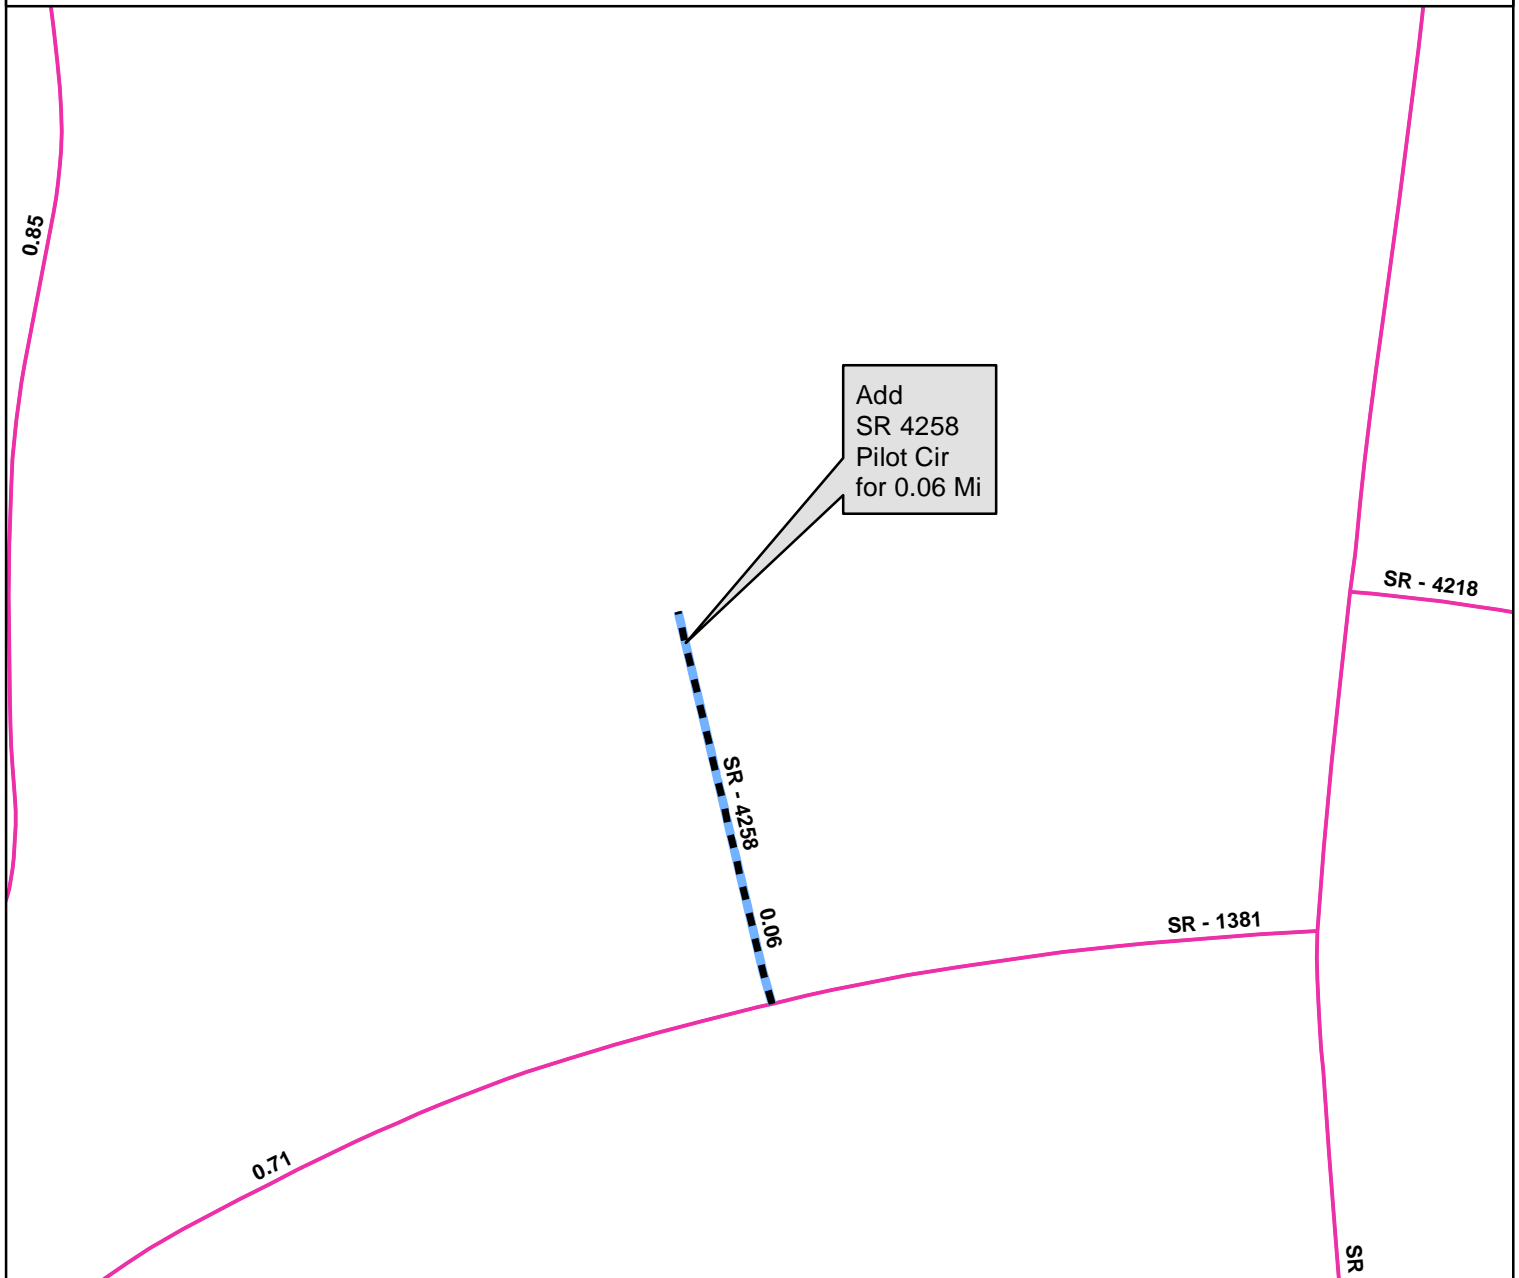 0.85
Add
SR 4258
Pilot Cir
for 0.06 Mi
SR - 4218
SR - 4258
0.06
SR - 1381
0.71
SR